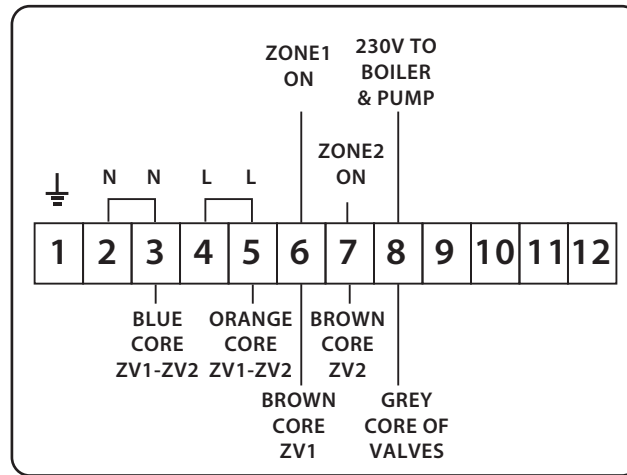 ZONE1
ON
230V TO
BOILER
& PUMP
ZONE2
ON
N N L L
1 2 3 4 5 6 7 8 9 10 11 12
BLUE
CORE
ZV1-ZV2
ORANGE
CORE
ZV1-ZV2
BROWN
CORE
ZV2
BROWN
CORE
ZV1
GREY
CORE OF
VALVES